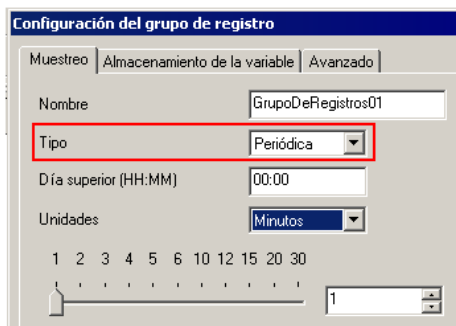 Configuración del grupo de registro
Muestreo Almacenamiento de la variable Avanzado
Nombre GrupoDeRegistros01
Tipo Periódica
Día superior (HH:MM) 00:00
Unidades Minutos
1 2 3 4 5 6 10 12 15 20 30
1